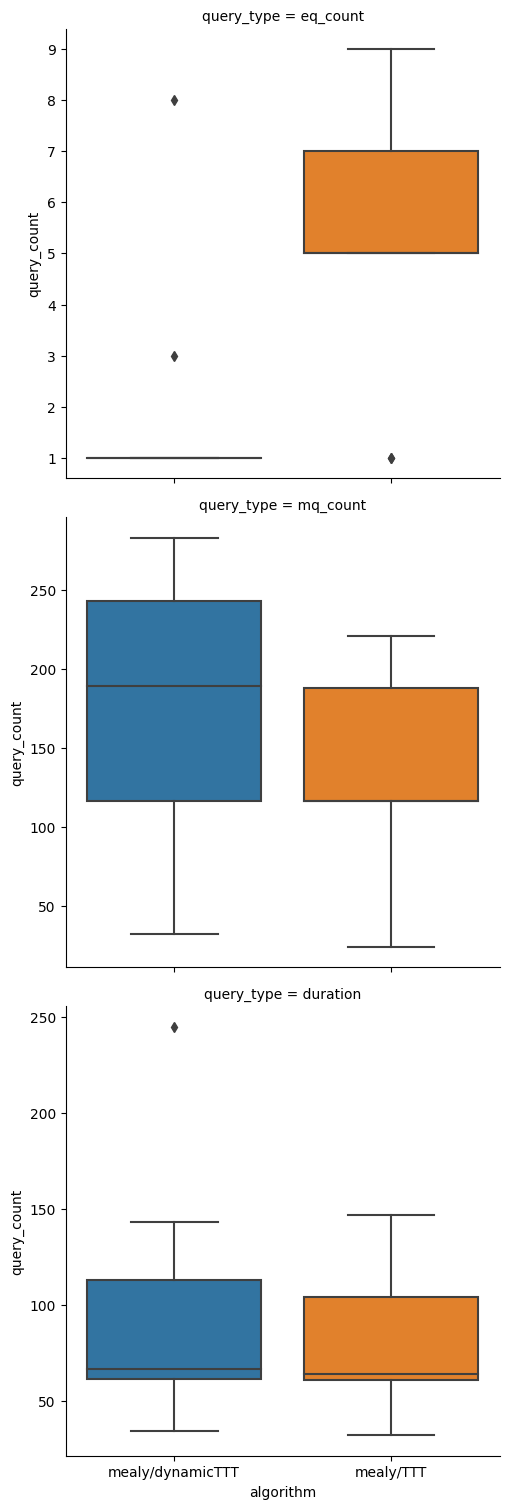 query_type = eq_count
9
8
7
6
5
4
3
2
1
query_count
query_type = mq_count
250
200
150
100
50
query_count
query_type = duration
250
200
150
100
50
query_count
mealy/dynamicTTT mealy/TTT
algorithm